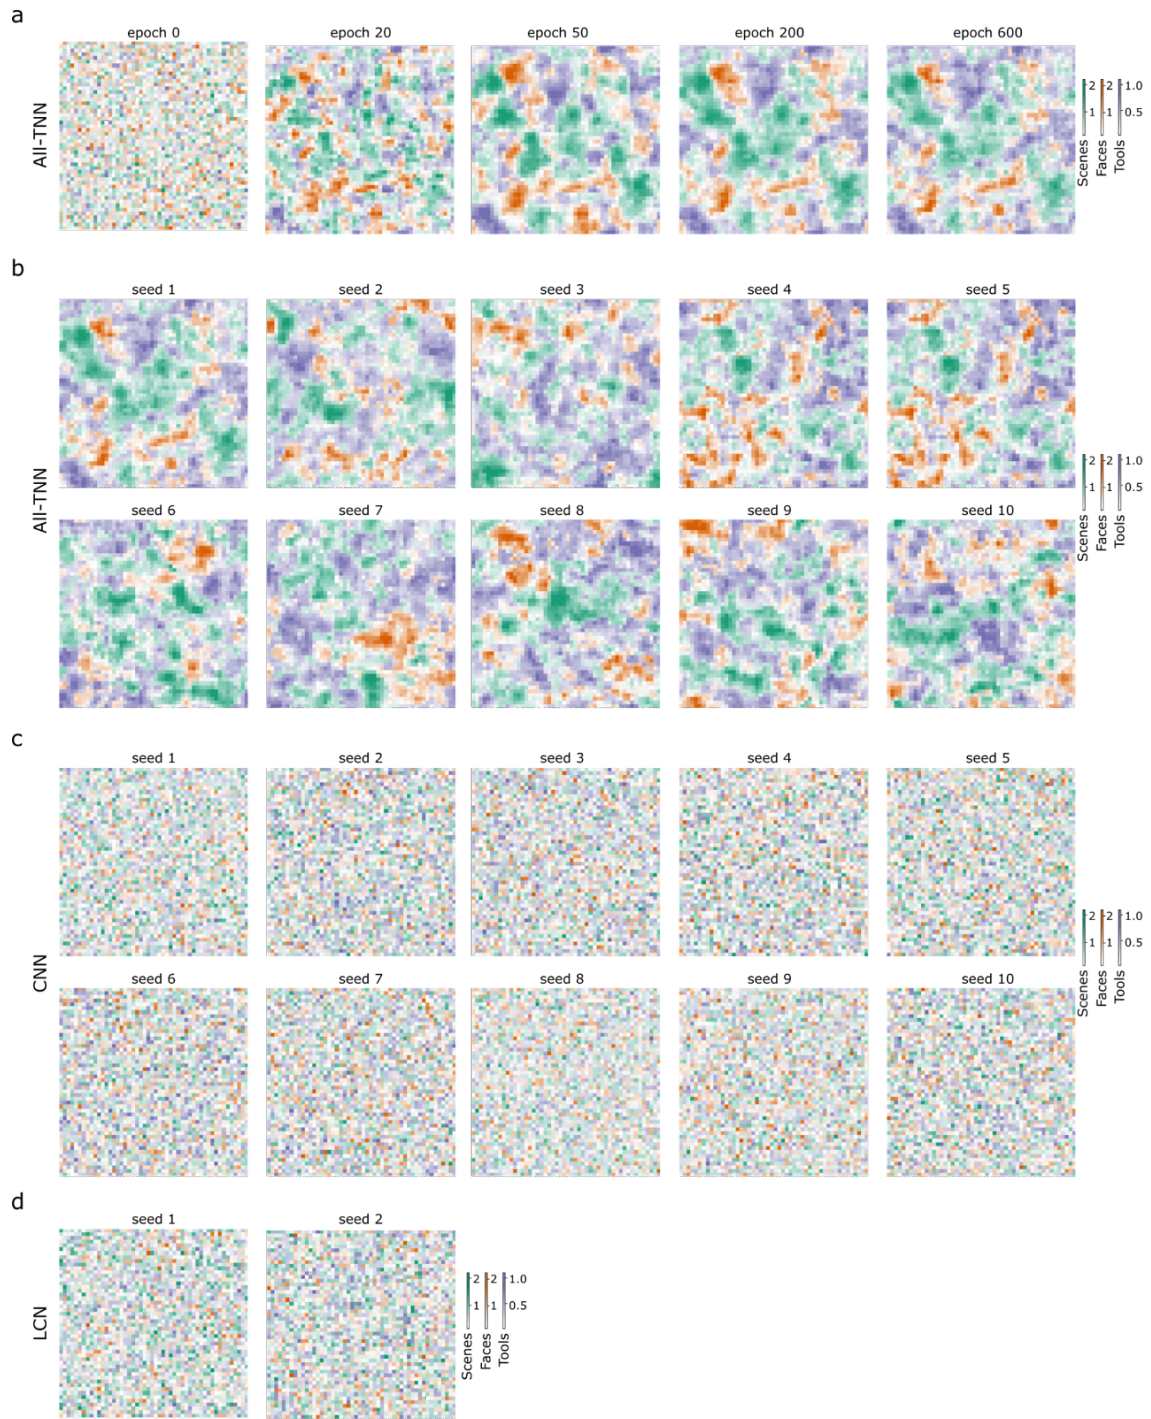 a
epoch 0 epoch 20 epoch 50 epoch 200 epoch 600
All-TNN
2 2 1.0
1 1 0.5
Scenes Faces Tools
b
seed 1 seed 2 seed 3 seed 4 seed 5
All-TNN
seed 6 seed 7 seed 8 seed 9 seed 10
2 2 1.0
1 1 0.5
Scenes Faces Tools
c
seed 1 seed 2 seed 3 seed 4 seed 5
CNN
seed 6 seed 7 seed 8 seed 9 seed 10
2 2 1.0
1 1 0.5
Scenes Faces Tools
d
seed 1 seed 2
LCN
2 2 1.0
1 1 0.5
Scenes Faces Tools